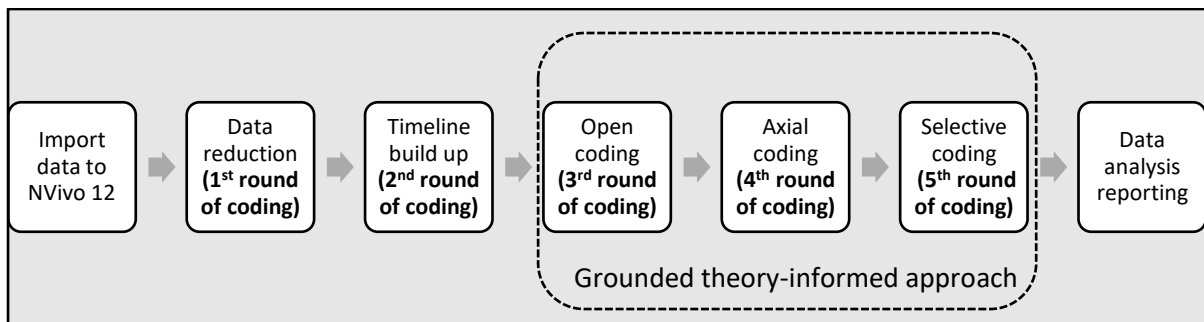 Import
data to
NVivo 12
Data
reduction
(1st round
of coding)
Timeline
build up
(2nd round
of coding)
Open
coding
(3rd round
of coding)
Axial
coding
(4th round
of coding)
Selective
coding
(5th round
of coding)
Data
analysis
reporting
Grounded theory-informed approach